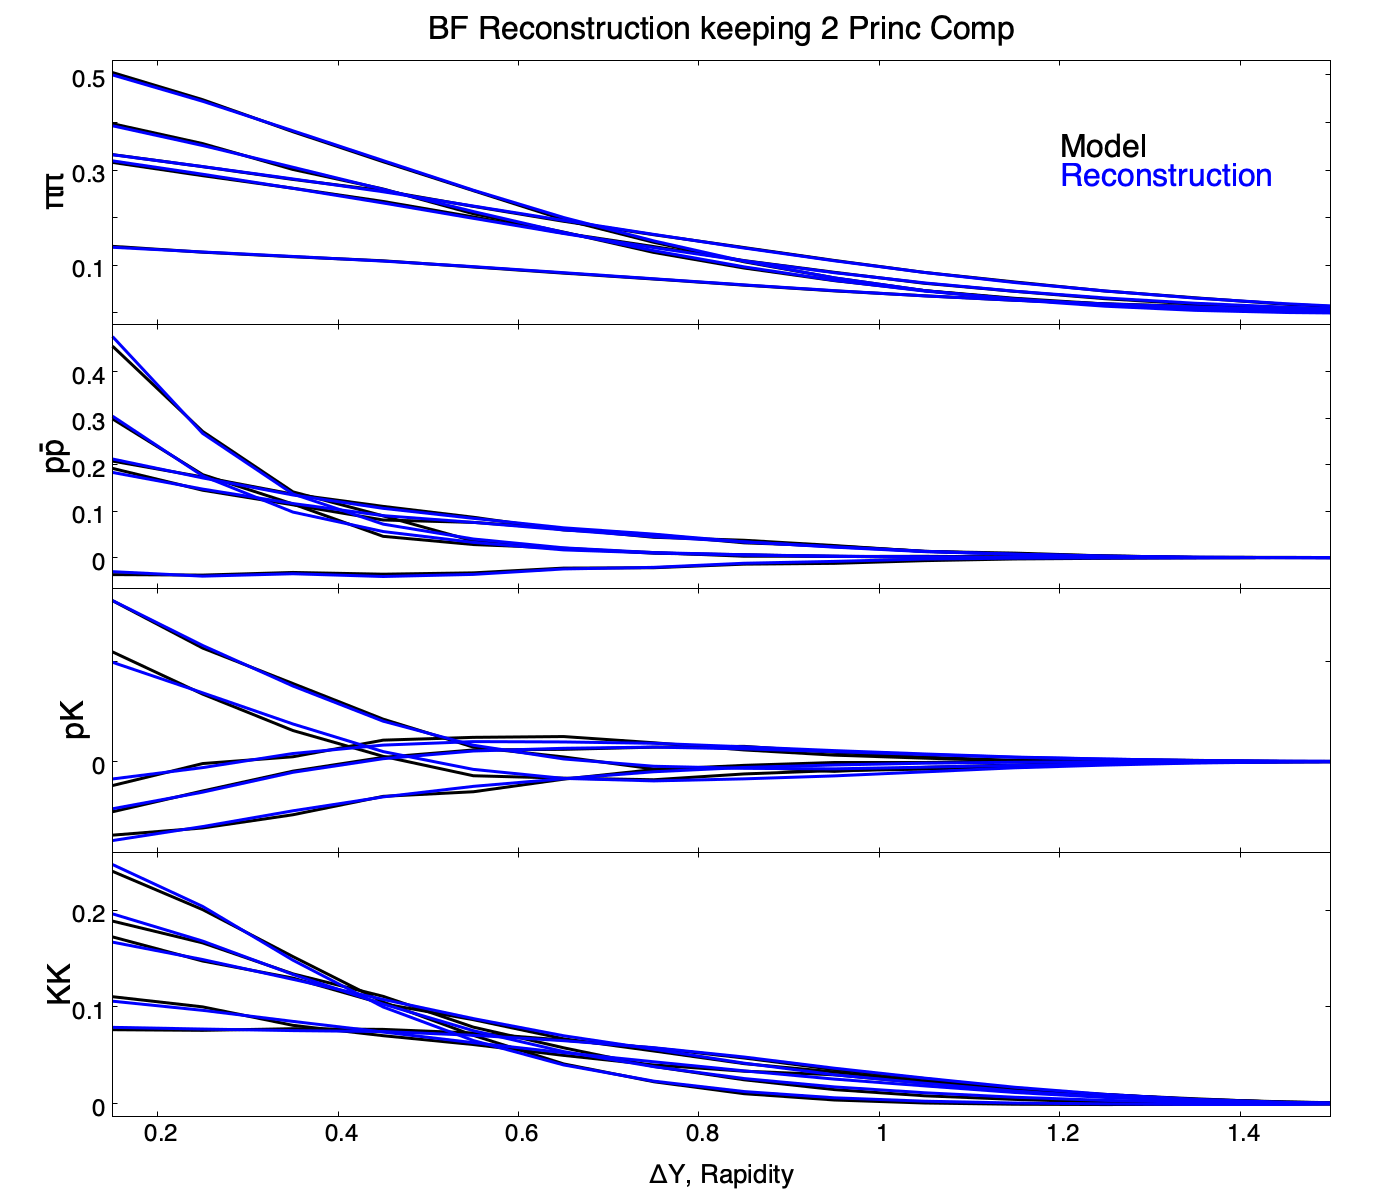 BF Reconstruction keeping 2 Princ Comp
ππ
0.5
0.3
0.1
Model
Reconstruction
pp̄
0.4
0.3
0.2
0.1
0
pK
0
KK
0.2
0.1
0
0.2 0.4 0.6 0.8 1 1.2 1.4
ΔY, Rapidity